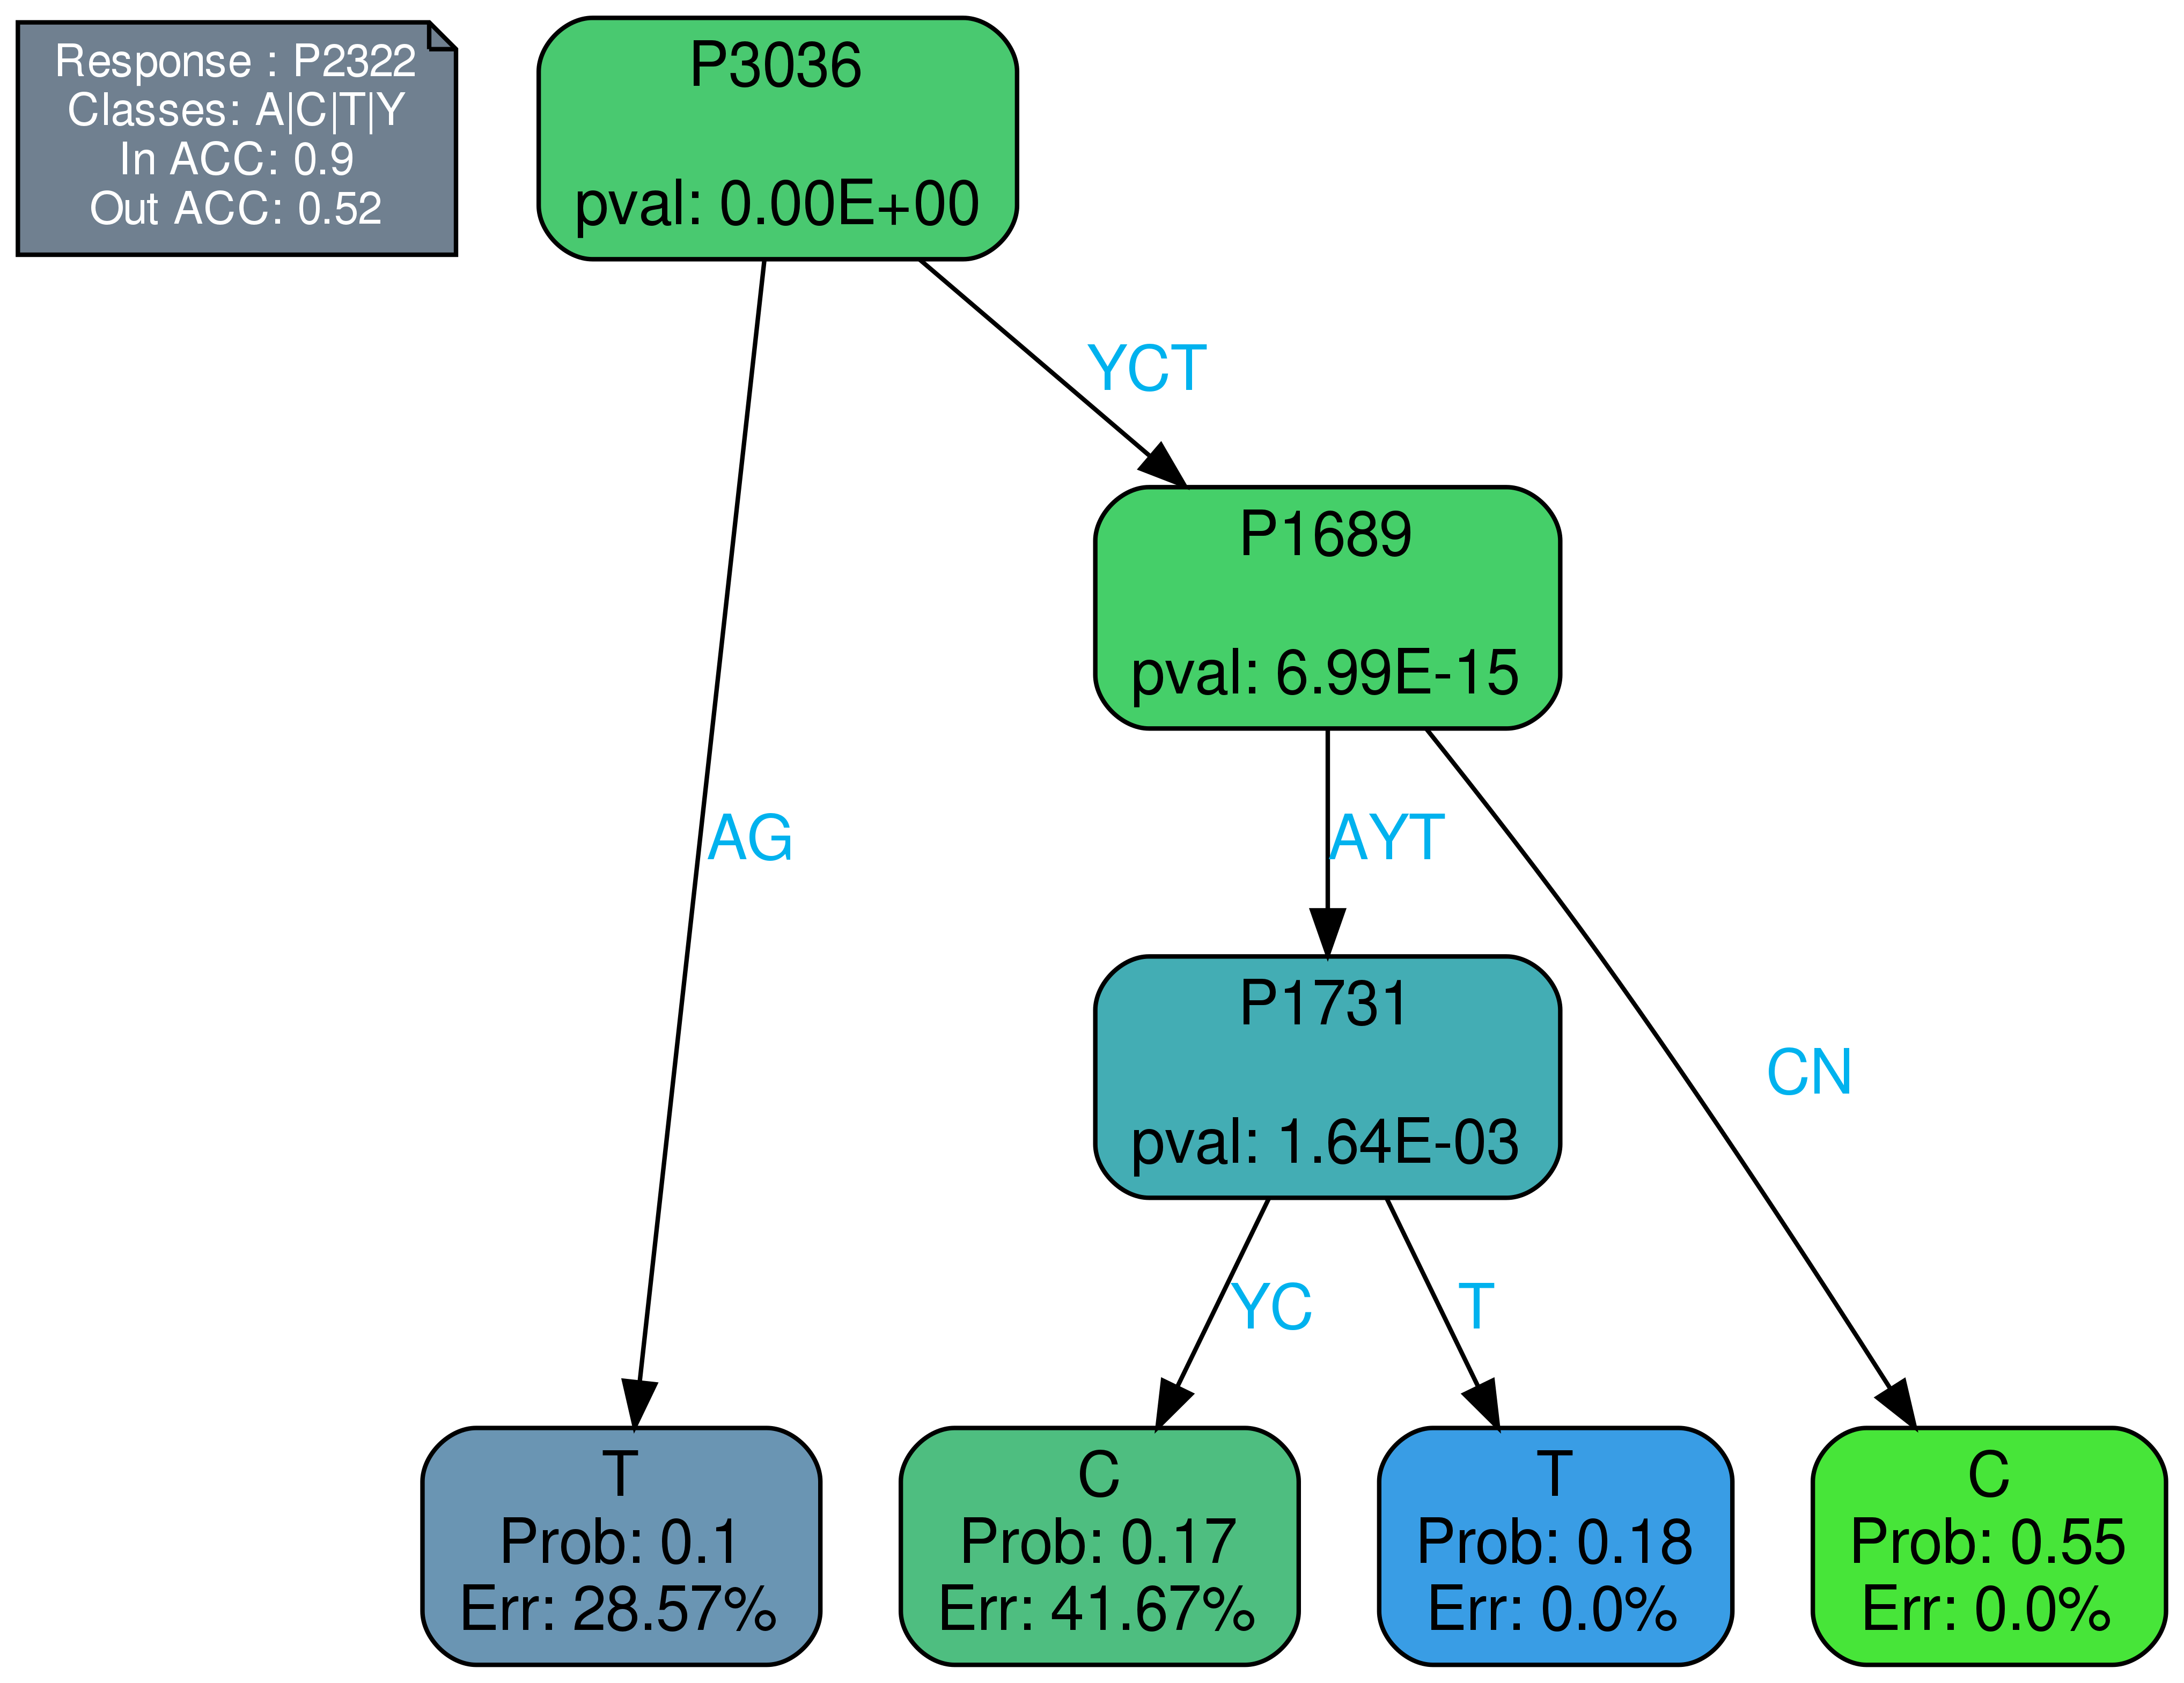 Response : P2322
Classes: A|C|T|Y
In ACC: 0.9
Out ACC: 0.52
P3036
pval: 0.00E+00
YCT
P1689
pval: 6.99E-15
AG
AYT
P1731
pval: 1.64E-03
CN
YC
T
T
Prob: 0.1
Err: 28.57%
C
Prob: 0.17
Err: 41.67%
T
Prob: 0.18
Err: 0.0%
C
Prob: 0.55
Err: 0.0%